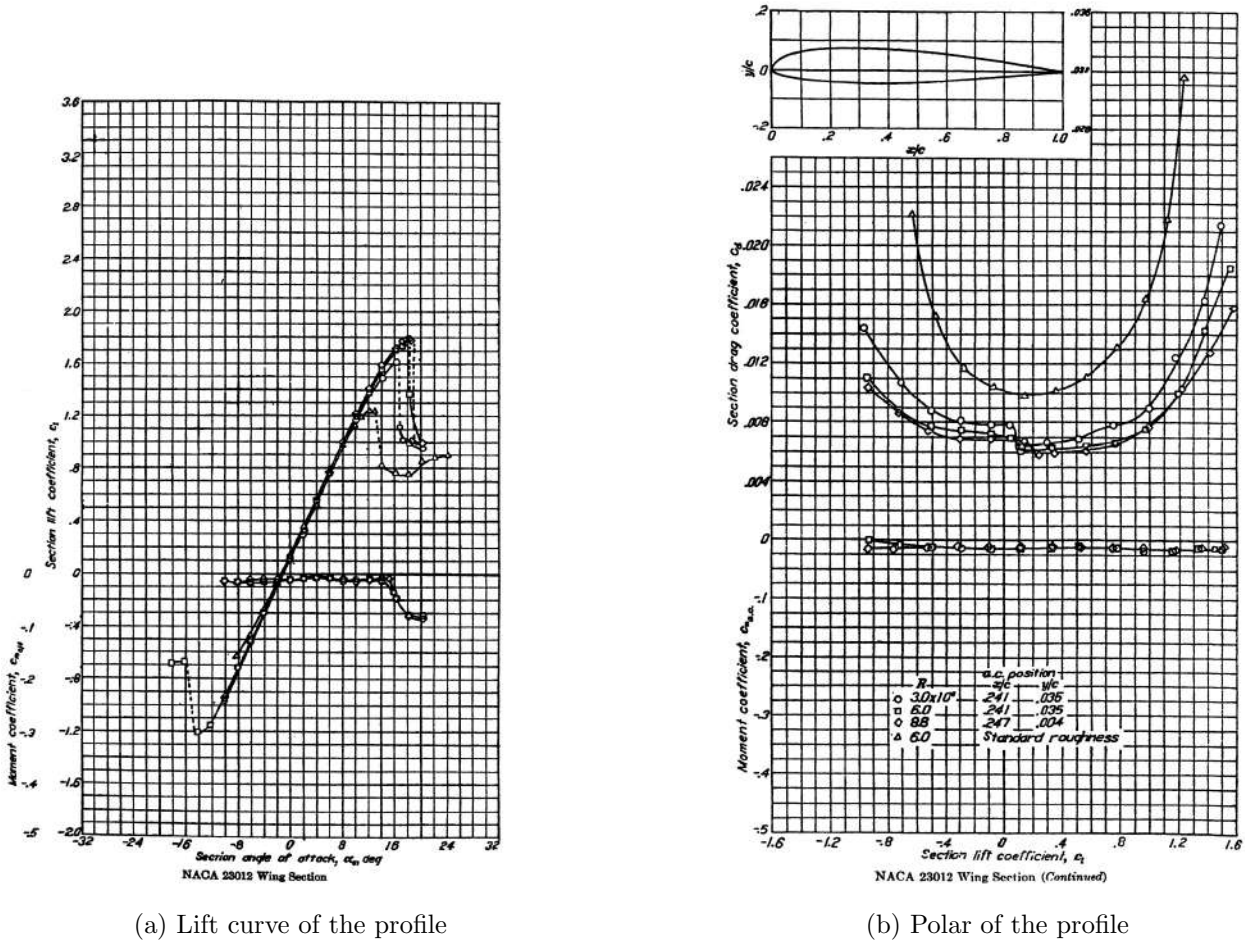 3.6
3.2
2.8
2.4
2.0
1.6
1.2
.8
.4
0
-.4
-.8
-1.2
-1.6
-2.0
Section lift coefficient, c_l
0
-.1
-.2
-.3
-.4
-.5
Moment coefficient, c_m c/4
-32 -24 -16 -8 0 8 16 24 32
Section angle of attack, α_o, deg
NACA 23012 Wing Section
(a) Lift curve of the profile
.2
0
-.2
y/c
0 .2 .4 .6 .8 1.0
x/c
.036
.028
.024
.020
.016
.012
.008
.004
Section drag coefficient, c_d
0
-.1
-.2
-.3
-.4
-.5
Moment coefficient, c_m a.c.
a.c. position
R x/c y/c
3.0x10⁶ .241 .035
6.0 .241 .035
8.8 .247 .004
6.0 Standard roughness
-1.6 -1.2 -.8 -.4 0 .4 .8 1.2 1.6
Section lift coefficient, c_l
NACA 23012 Wing Section (Continued)
(b) Polar of the profile